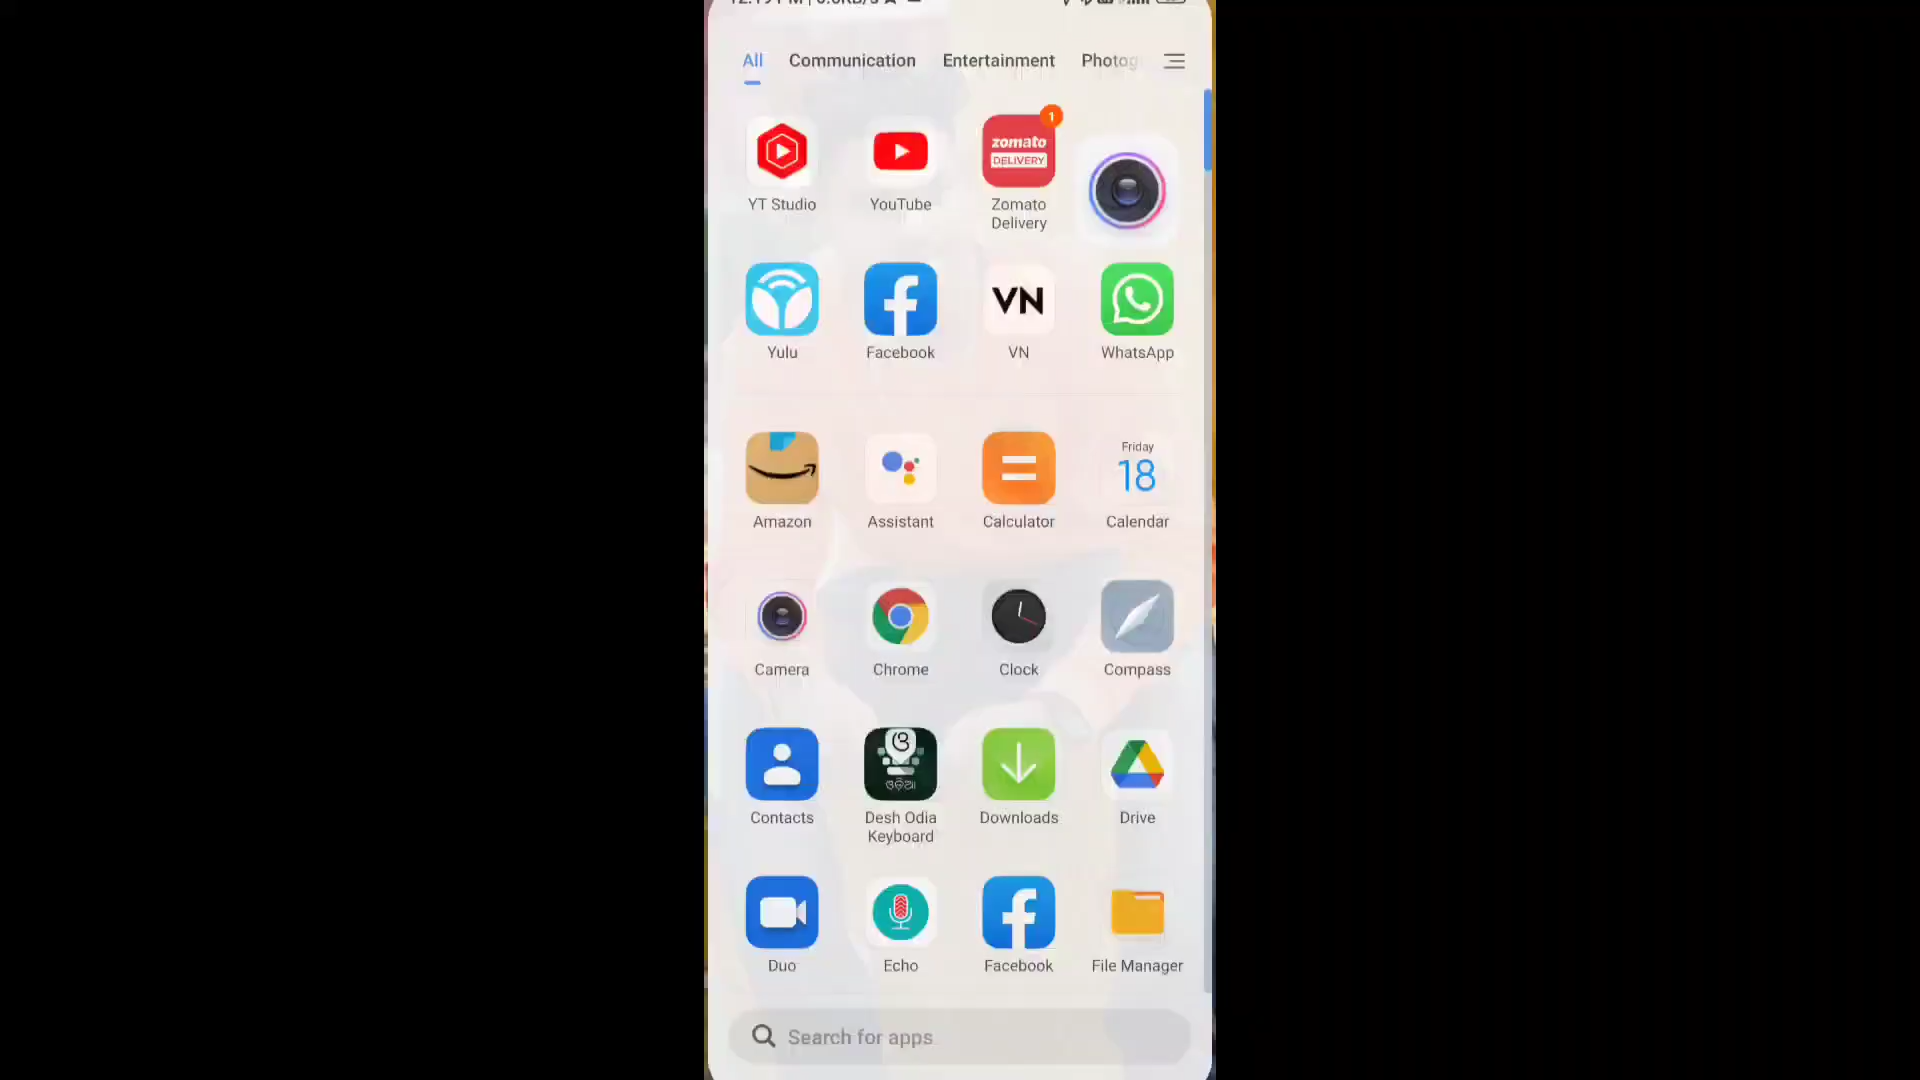 All Communication Entertainment Photog
1
zomato
DELIVERY
YT Studio YouTube Zomato
Delivery
VN
Yulu Facebook VN WhatsApp
Friday
18
Amazon Assistant Calculator Calendar
Camera Chrome Clock Compass
ଓଡ଼ିଆ
Contacts Desh Odia Downloads Drive
Keyboard
Duo Echo Facebook File Manager
Search for apps